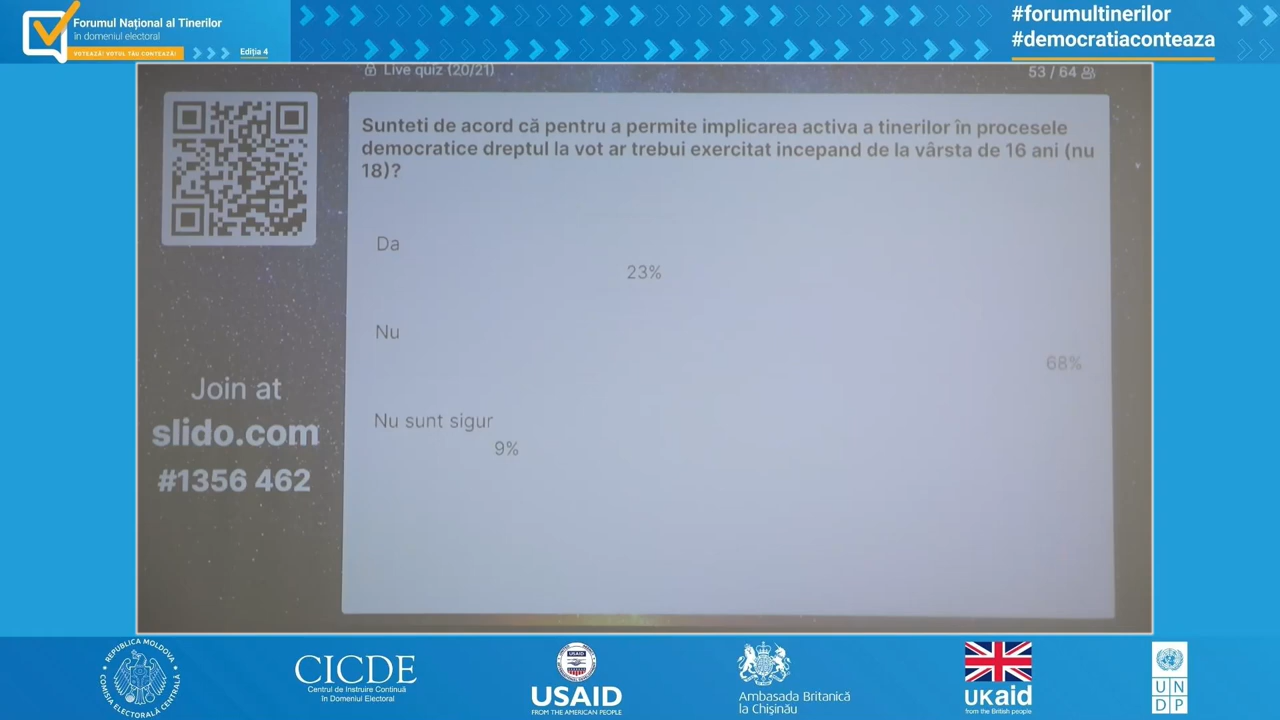 Forumul Național al Tinerilor
în domeniul electoral
VOTEAZĂ! VOTUL TĂU CONTEAZĂ!
Ediția 4
#forumultinerilor
#democratiaconteaza
Live quiz (20/21)
53 / 64
Sunteti de acord că pentru a permite implicarea activa a tinerilor în procesele
democratice dreptul la vot ar trebui exercitat incepand de la vârsta de 16 ani (nu
18)?
Da
23%
Nu
68%
Nu sunt sigur
9%
Join at
slido.com
#1356 462
REPUBLICA MOLDOVA
COMISIA ELECTORALĂ CENTRALĂ
CICDE
Centrul de Instruire Continuă
în Domeniul Electoral
USAID
USAID
FROM THE AMERICAN PEOPLE
Ambasada Britanică
la Chișinău
UKaid
from the British people
U N
D P